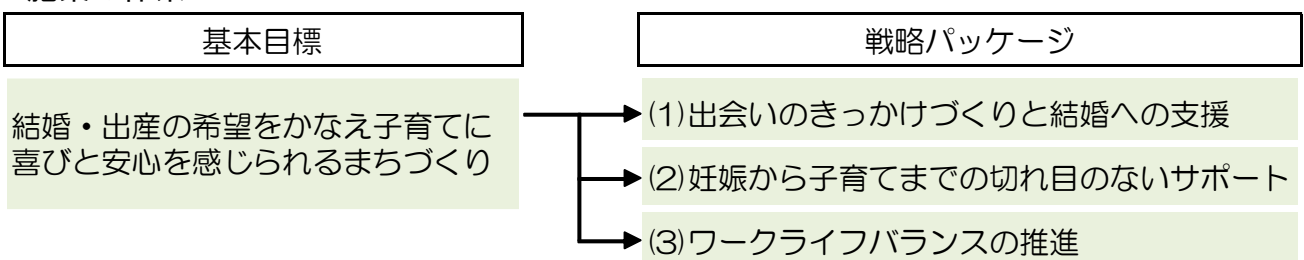 基本目標
戦略パッケージ
結婚・出産の希望をかなえ子育てに
喜びと安心を感じられるまちづくり
(1)出会いのきっかけづくりと結婚への支援
(2)妊娠から子育てまでの切れ目のないサポート
(3)ワークライフバランスの推進